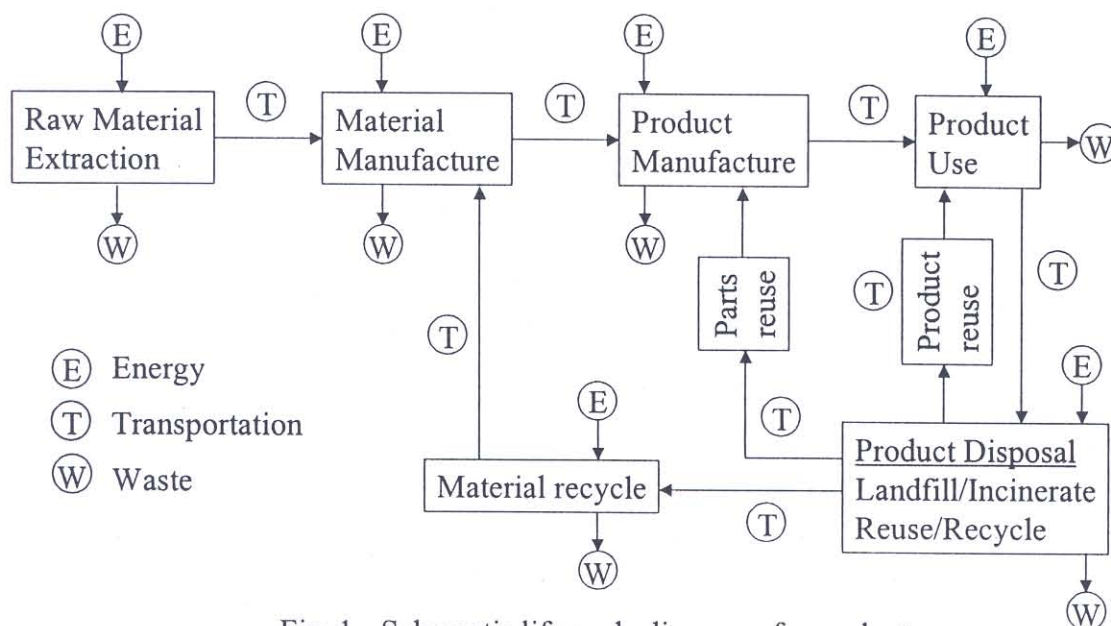 E
E
E
E
Raw Material
Extraction
T
Material
Manufacture
T
Product
Manufacture
T
Product
Use
W
W
W
W
Parts
reuse
T
Product
reuse
T
T
E
Energy
T
Transportation
W
Waste
E
T
E
Material recycle
T
Product Disposal
Landfill/Incinerate
Reuse/Recycle
W
W